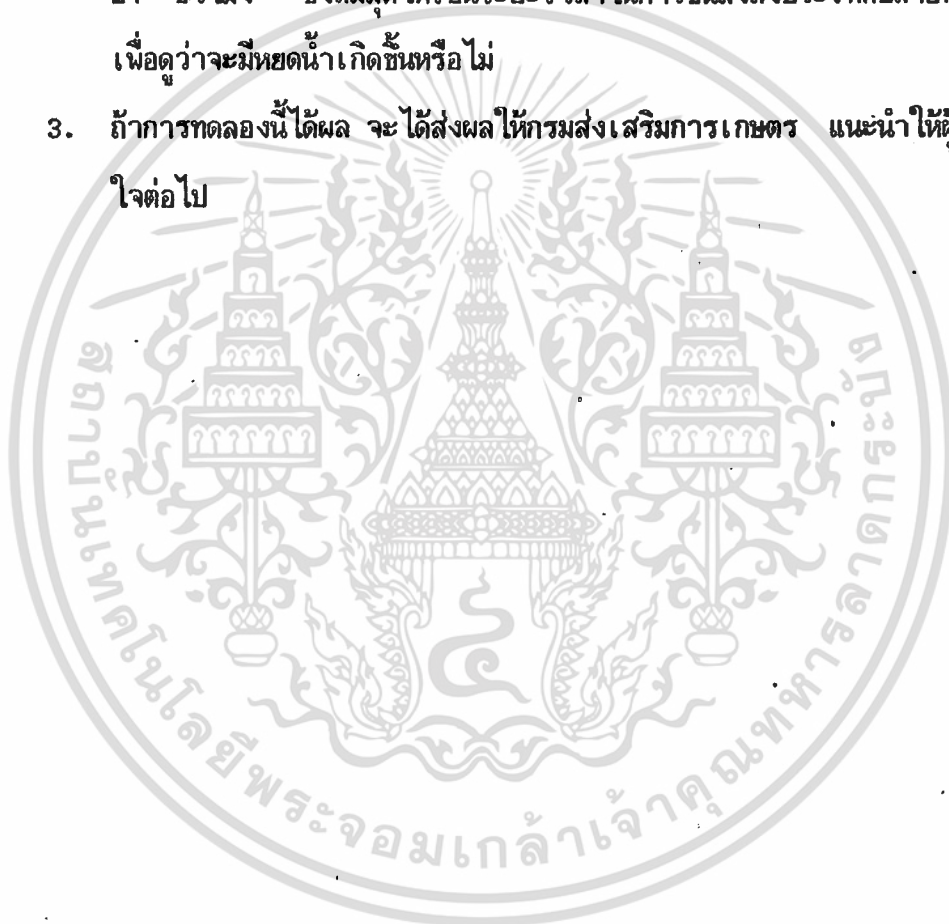 เพื่อดูว่าจะมีหยดน้ำเกิดขึ้นหรือไม่
3. ถ้าการทดลองนี้ได้ผล จะได้ส่งผลให้กรมส่งเสริมการเกษตร แนะนำให้
ใจต่อไป
สถาบันเทคโนโลยีพระจอมเกล้าเจ้าคุณทหารลาดกระบัง